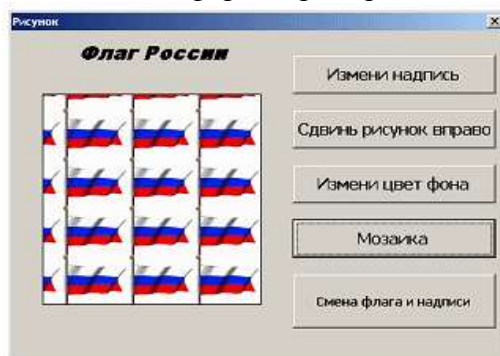 Рисунок
Флаг России
Измени надпись
Сдвинь рисунок вправо
Измени цвет фона
Мозаика
Смена флага и надписи